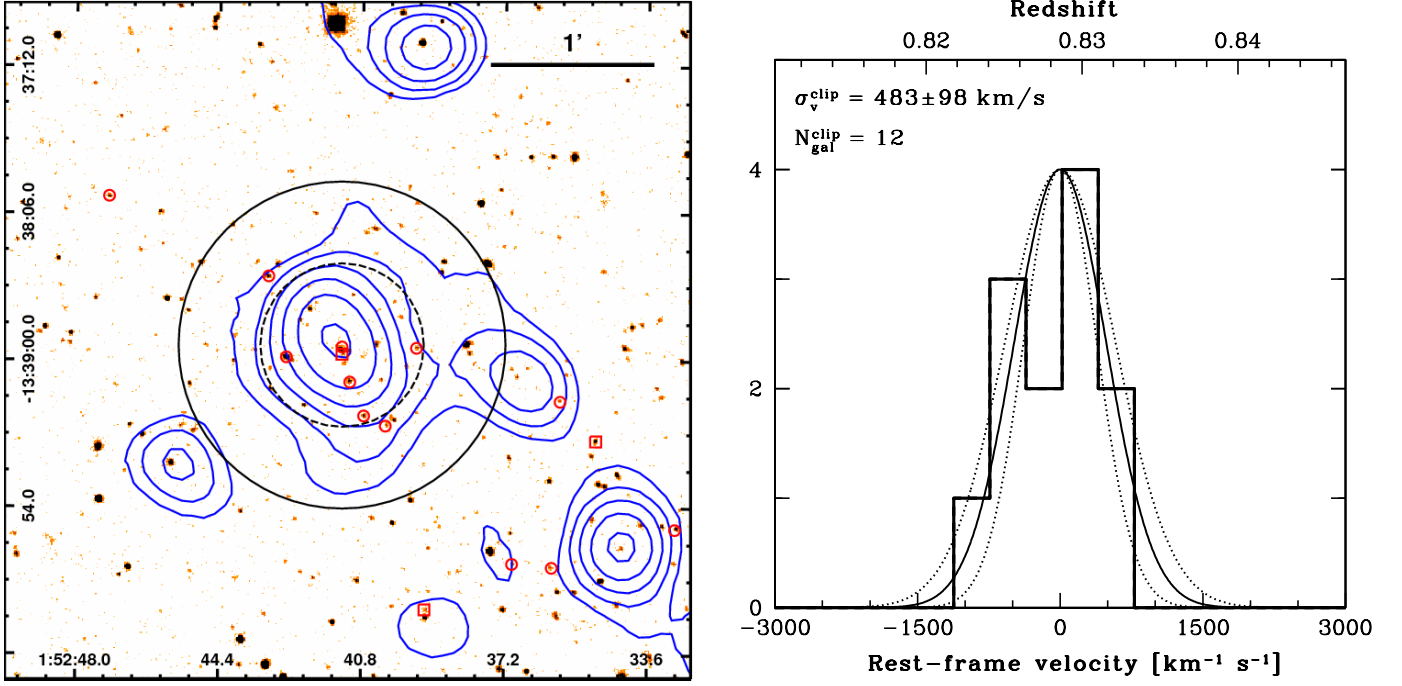 1'
37:12.0
38:06.0
-13:39:00.0
54.0
1:52:48.0 44.4 40.8 37.2 33.6
Redshift
0.82 0.83 0.84
σ_v^clip = 483±98 km/s
N_gal^clip = 12
4
2
0
−3000 −1500 0 1500 3000
Rest−frame velocity [km⁻¹ s⁻¹]